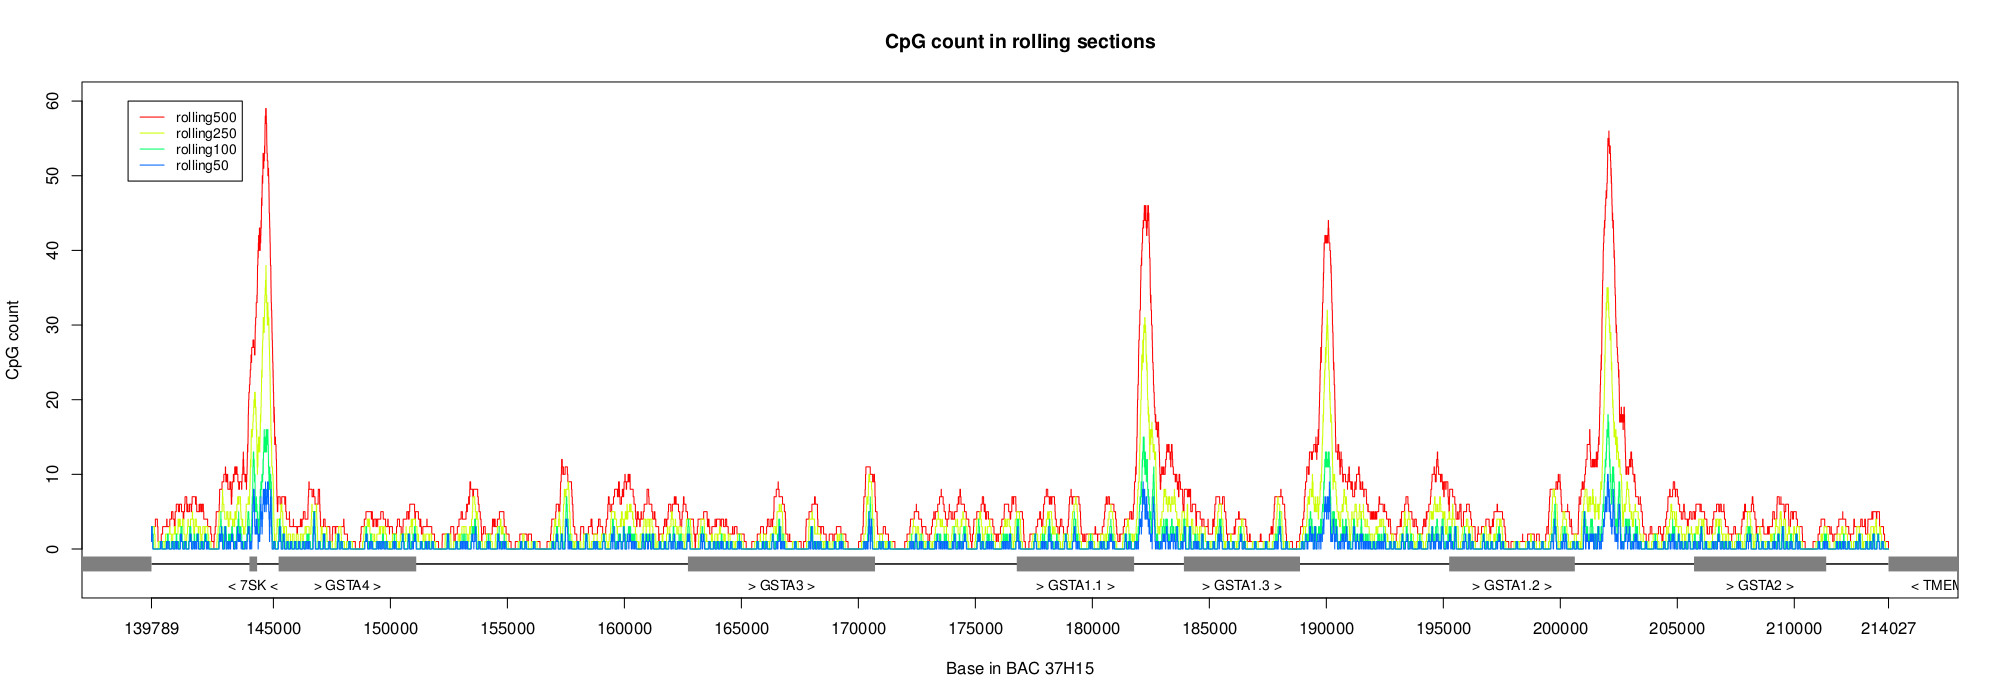 CpG count in rolling sections
60
50
40
30
20
10
0
CpG count
rolling500
rolling250
rolling100
rolling50
< 7SK < > GSTA4 > > GSTA3 > > GSTA1.1 > > GSTA1.3 > > GSTA1.2 > > GSTA2 > < TMEM
139789 145000 150000 155000 160000 165000 170000 175000 180000 185000 190000 195000 200000 205000 210000 214027
Base in BAC 37H15